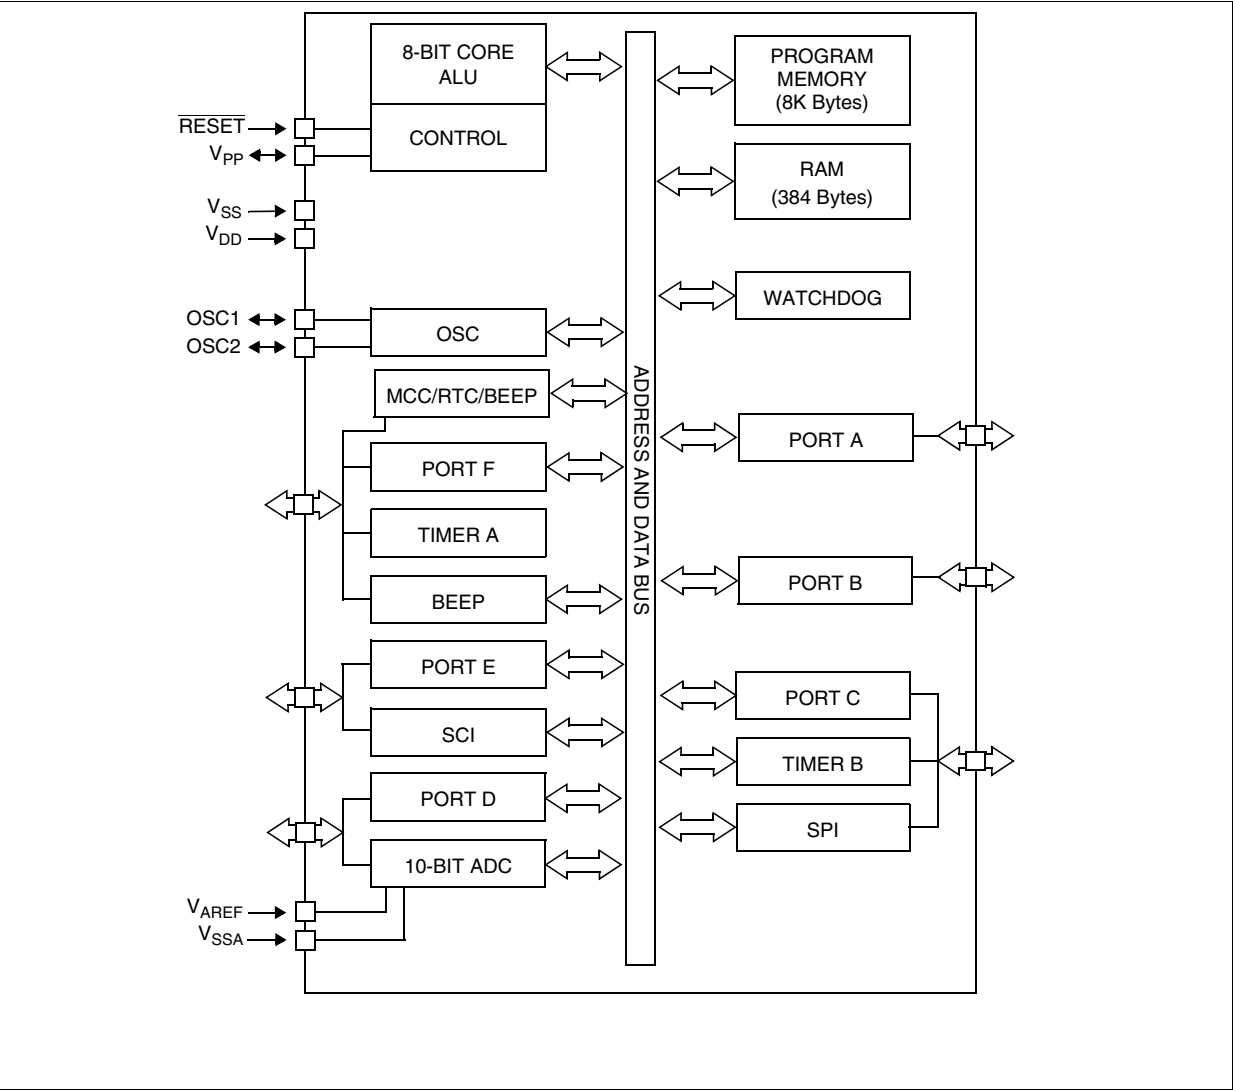 8-BIT CORE
ALU
CONTROL
RESET
VPP
VSS
VDD
OSC1
OSC2
OSC
MCC/RTC/BEEP
PORT F
TIMER A
BEEP
PORT E
SCI
PORT D
10-BIT ADC
VAREF
VSSA
ADDRESS AND DATA BUS
PROGRAM
MEMORY
(8K Bytes)
RAM
(384 Bytes)
WATCHDOG
PORT A
PORT B
PORT C
TIMER B
SPI